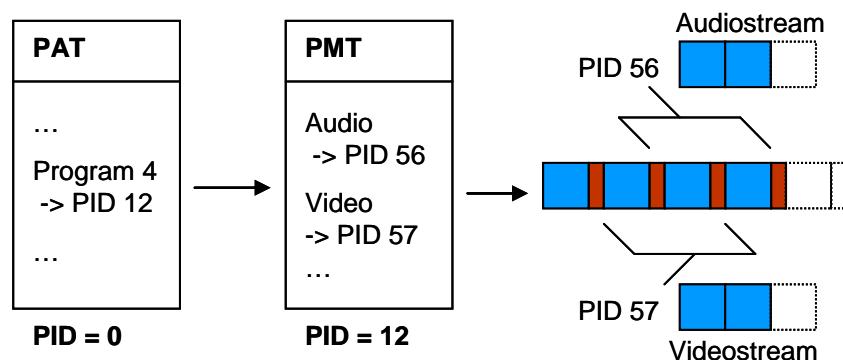 PAT
...
Program 4
-> PID 12
...
PID = 0
PMT
Audio
-> PID 56
Video
-> PID 57
...
PID = 12
Audiostream
PID 56
PID 57
Videostream